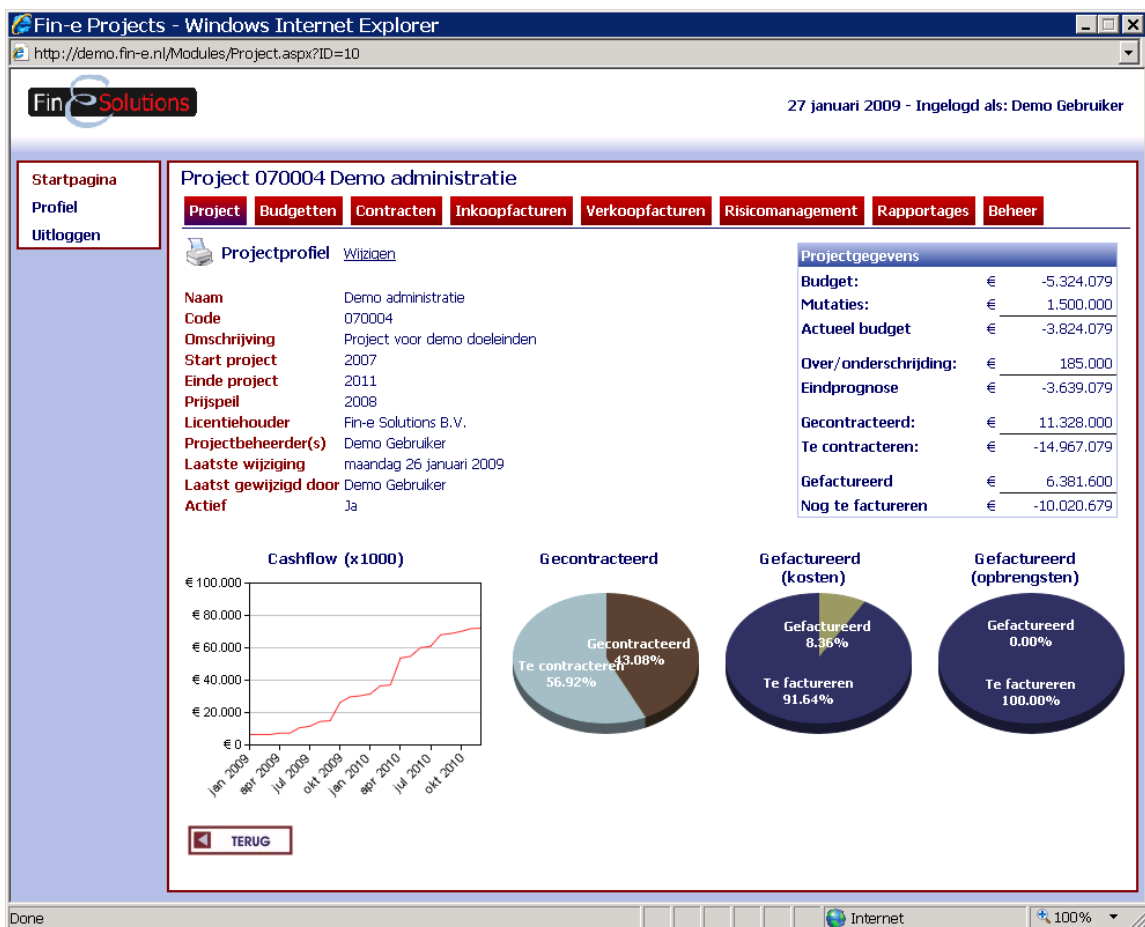 Fin-e Projects - Windows Internet Explorer
http://demo.fin-e.nl/Modules/Project.aspx?ID=10
Fin e Solutions
27 januari 2009 - Ingelogd als: Demo Gebruiker
Startpagina
Profiel
Uitloggen
Project 070004 Demo administratie
Project Budgetten Contracten Inkoopfacturen Verkoopfacturen Risicomanagement Rapportages Beheer
Projectprofiel Wijzigen
Naam Demo administratie
Code 070004
Omschrijving Project voor demo doeleinden
Start project 2007
Einde project 2011
Prijspeil 2008
Licentiehouder Fin-e Solutions B.V.
Projectbeheerder(s) Demo Gebruiker
Laatste wijziging maandag 26 januari 2009
Laatst gewijzigd door Demo Gebruiker
Actief Ja
Projectgegevens
Budget: € -5.324.079
Mutaties: € 1.500.000
Actueel budget € -3.824.079
Over/onderschrijding: € 185.000
Eindprognose € -3.639.079
Gecontracteerd: € 11.328.000
Te contracteren: € -14.967.079
Gefactureerd € 6.381.600
Nog te factureren € -10.020.679
Cashflow (x1000)
€ 100.000
€ 80.000
€ 60.000
€ 40.000
€ 20.000
€ 0
jan 2009 apr 2009 jul 2009 okt 2009 jan 2010 apr 2010 jul 2010 okt 2010
Gecontracteerd
Gecontracteerd
43.08%
Te contracteren
56.92%
Gefactureerd
(kosten)
Gefactureerd
8.36%
Te factureren
91.64%
Gefactureerd
(opbrengsten)
Gefactureerd
0.00%
Te factureren
100.00%
TERUG
Done Internet 100%